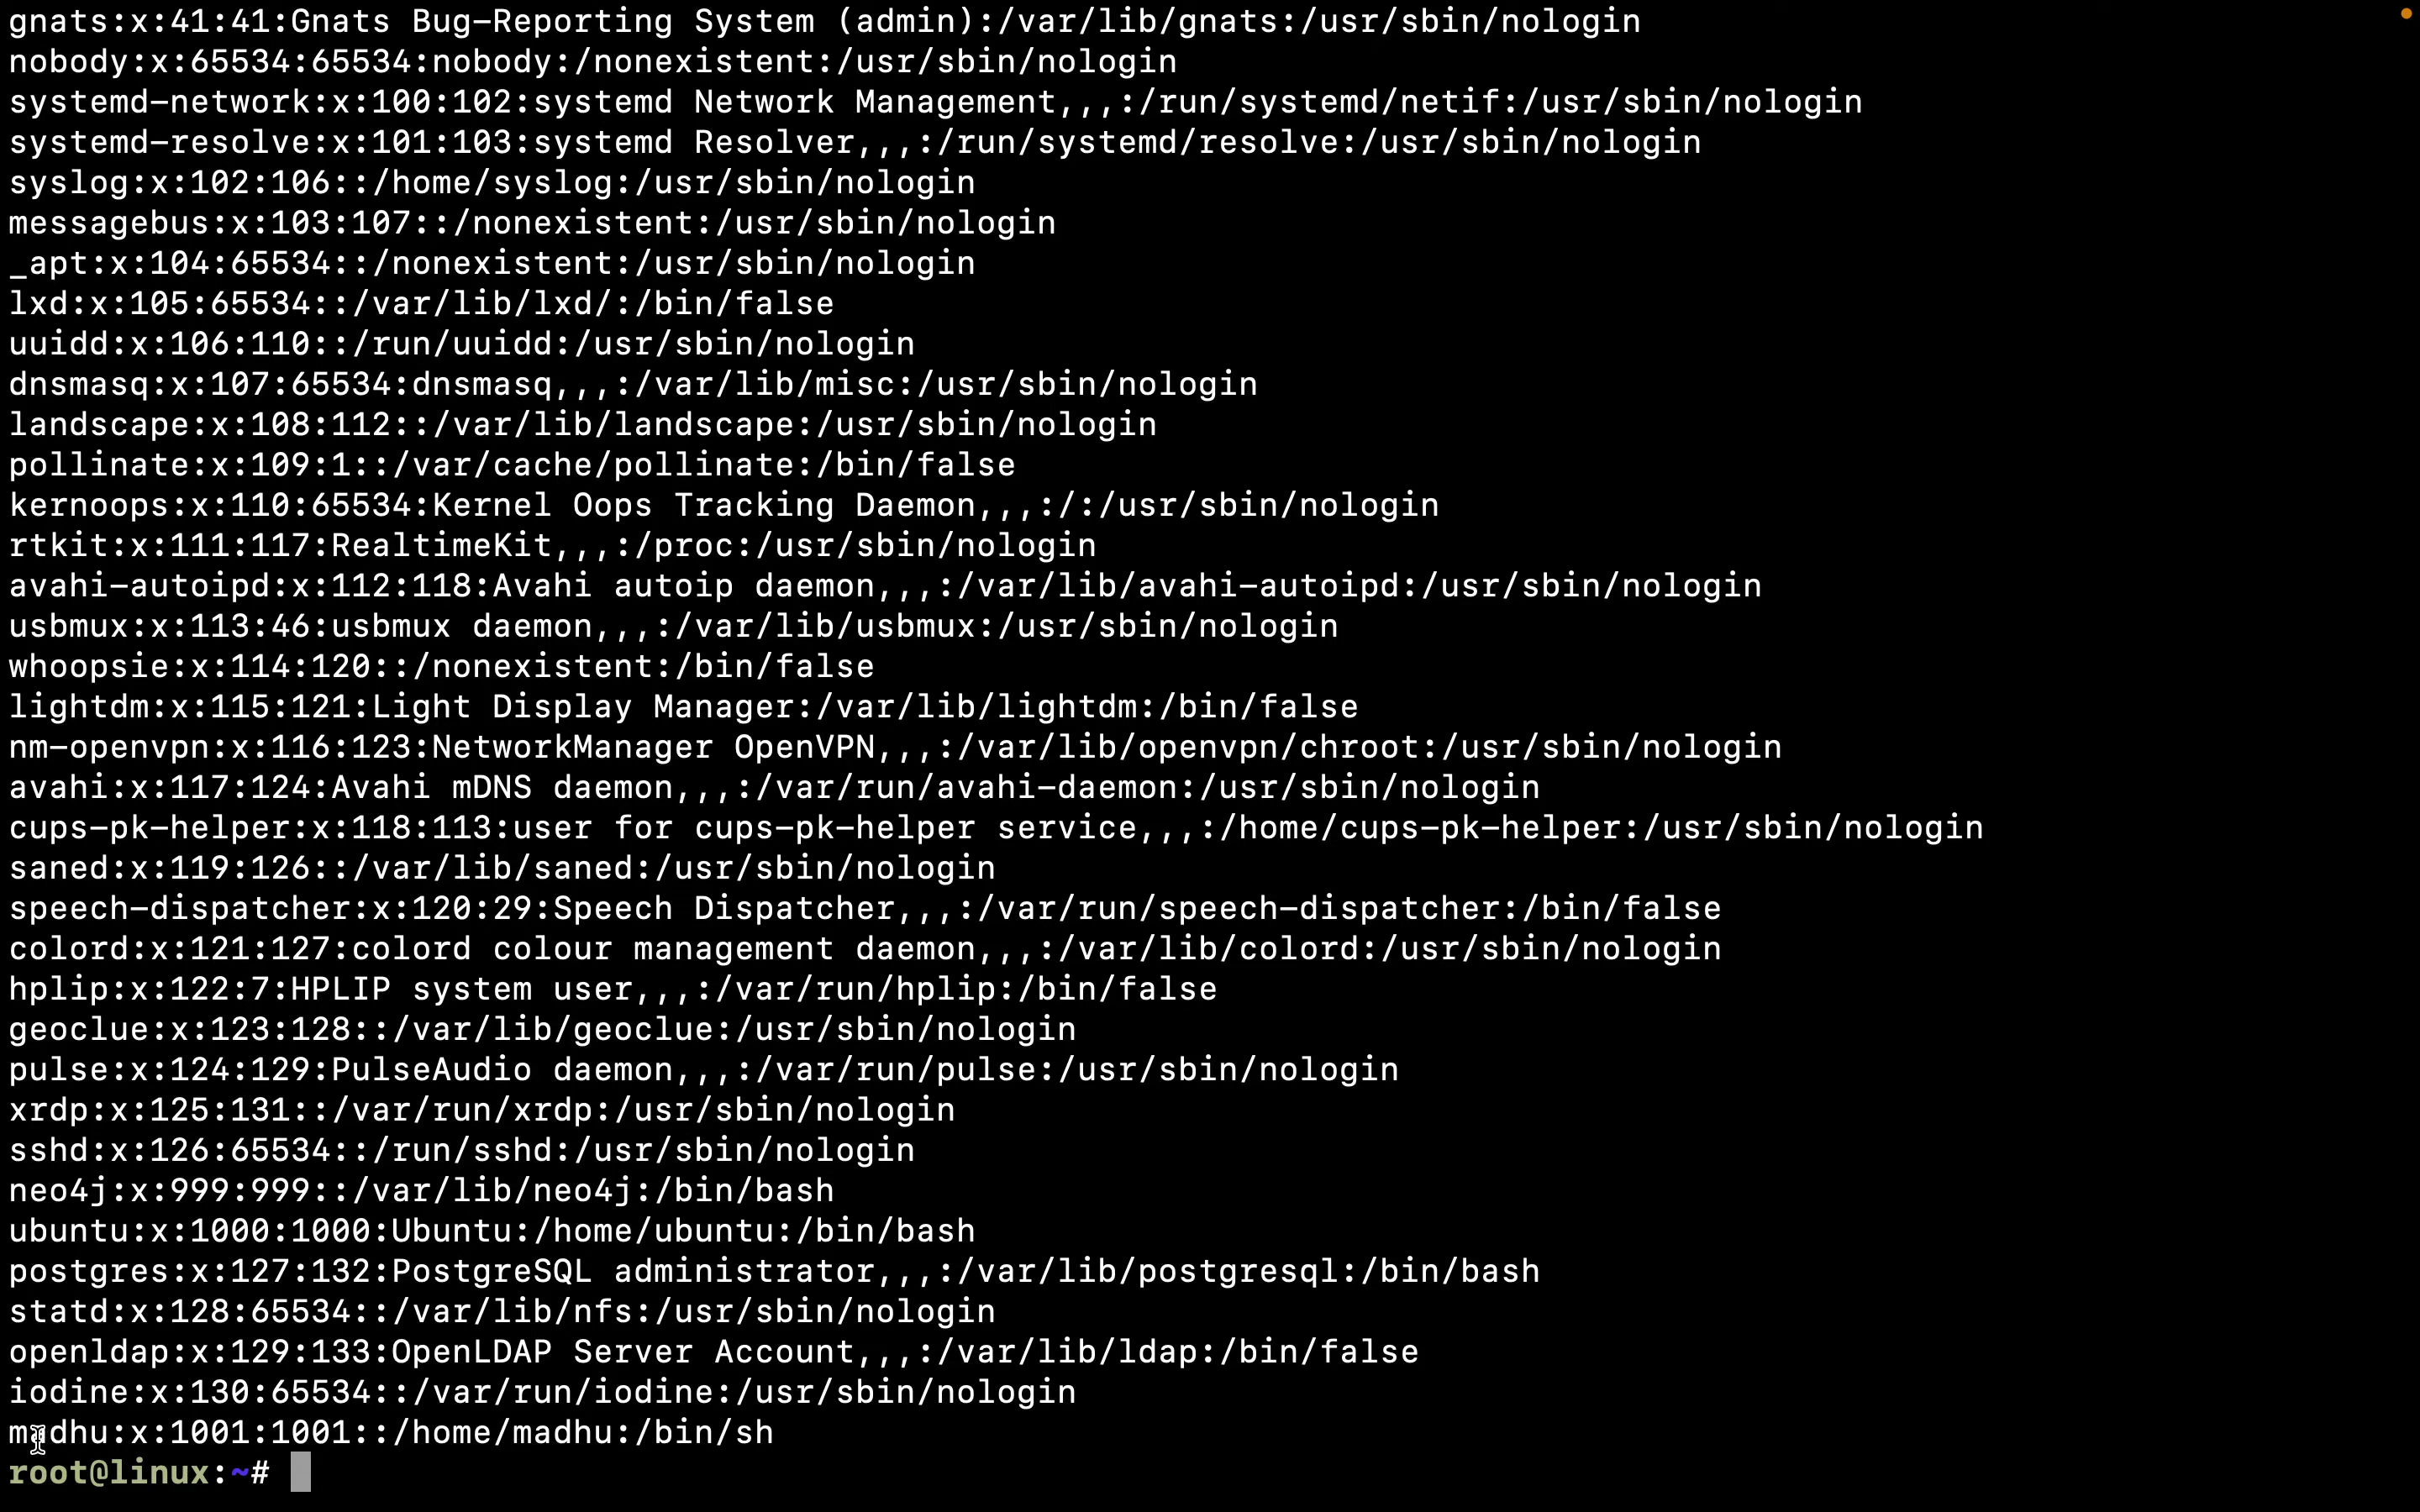 gnats:x:41:41:Gnats Bug-Reporting System (admin):/var/lib/gnats:/usr/sbin/nologin
nobody:x:65534:65534:nobody:/nonexistent:/usr/sbin/nologin
systemd-network:x:100:102:systemd Network Management,,,:/run/systemd/netif:/usr/sbin/nologin
systemd-resolve:x:101:103:systemd Resolver,,,:/run/systemd/resolve:/usr/sbin/nologin
syslog:x:102:106::/home/syslog:/usr/sbin/nologin
messagebus:x:103:107::/nonexistent:/usr/sbin/nologin
_apt:x:104:65534::/nonexistent:/usr/sbin/nologin
lxd:x:105:65534::/var/lib/lxd/:/bin/false
uuidd:x:106:110::/run/uuidd:/usr/sbin/nologin
dnsmasq:x:107:65534:dnsmasq,,,:/var/lib/misc:/usr/sbin/nologin
landscape:x:108:112::/var/lib/landscape:/usr/sbin/nologin
pollinate:x:109:1::/var/cache/pollinate:/bin/false
kernoops:x:110:65534:Kernel Oops Tracking Daemon,,,:/:/usr/sbin/nologin
rtkit:x:111:117:RealtimeKit,,,:/proc:/usr/sbin/nologin
avahi-autoipd:x:112:118:Avahi autoip daemon,,,:/var/lib/avahi-autoipd:/usr/sbin/nologin
usbmux:x:113:46:usbmux daemon,,,:/var/lib/usbmux:/usr/sbin/nologin
whoopsie:x:114:120::/nonexistent:/bin/false
lightdm:x:115:121:Light Display Manager:/var/lib/lightdm:/bin/false
nm-openvpn:x:116:123:NetworkManager OpenVPN,,,:/var/lib/openvpn/chroot:/usr/sbin/nologin
avahi:x:117:124:Avahi mDNS daemon,,,:/var/run/avahi-daemon:/usr/sbin/nologin
cups-pk-helper:x:118:113:user for cups-pk-helper service,,,:/home/cups-pk-helper:/usr/sbin/nologin
saned:x:119:126::/var/lib/saned:/usr/sbin/nologin
speech-dispatcher:x:120:29:Speech Dispatcher,,,:/var/run/speech-dispatcher:/bin/false
colord:x:121:127:colord colour management daemon,,,:/var/lib/colord:/usr/sbin/nologin
hplip:x:122:7:HPLIP system user,,,:/var/run/hplip:/bin/false
geoclue:x:123:128::/var/lib/geoclue:/usr/sbin/nologin
pulse:x:124:129:PulseAudio daemon,,,:/var/run/pulse:/usr/sbin/nologin
xrdp:x:125:131::/var/run/xrdp:/usr/sbin/nologin
sshd:x:126:65534::/run/sshd:/usr/sbin/nologin
neo4j:x:999:999::/var/lib/neo4j:/bin/bash
ubuntu:x:1000:1000:Ubuntu:/home/ubuntu:/bin/bash
postgres:x:127:132:PostgreSQL administrator,,,:/var/lib/postgresql:/bin/bash
statd:x:128:65534::/var/lib/nfs:/usr/sbin/nologin
openldap:x:129:133:OpenLDAP Server Account,,,:/var/lib/ldap:/bin/false
iodine:x:130:65534::/var/run/iodine:/usr/sbin/nologin
madhu:x:1001:1001::/home/madhu:/bin/sh
root@linux:~#